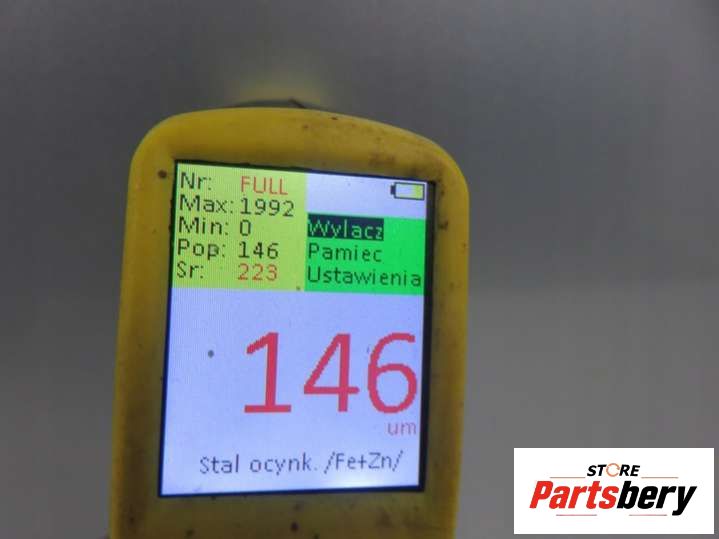 Nr: FULL
Max: 1992
Min: 0
Pop: 146
Sr: 223
Wylacz
Pamiec
Ustawienia
146
um
Stal ocynk. /Fe+Zn/
STORE
Partsbery